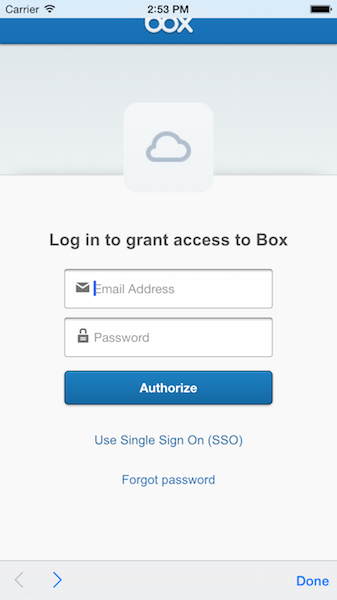 Carrier 2:53 PM
box
Log in to grant access to Box
Email Address
Password
Authorize
Use Single Sign On (SSO)
Forgot password
Done